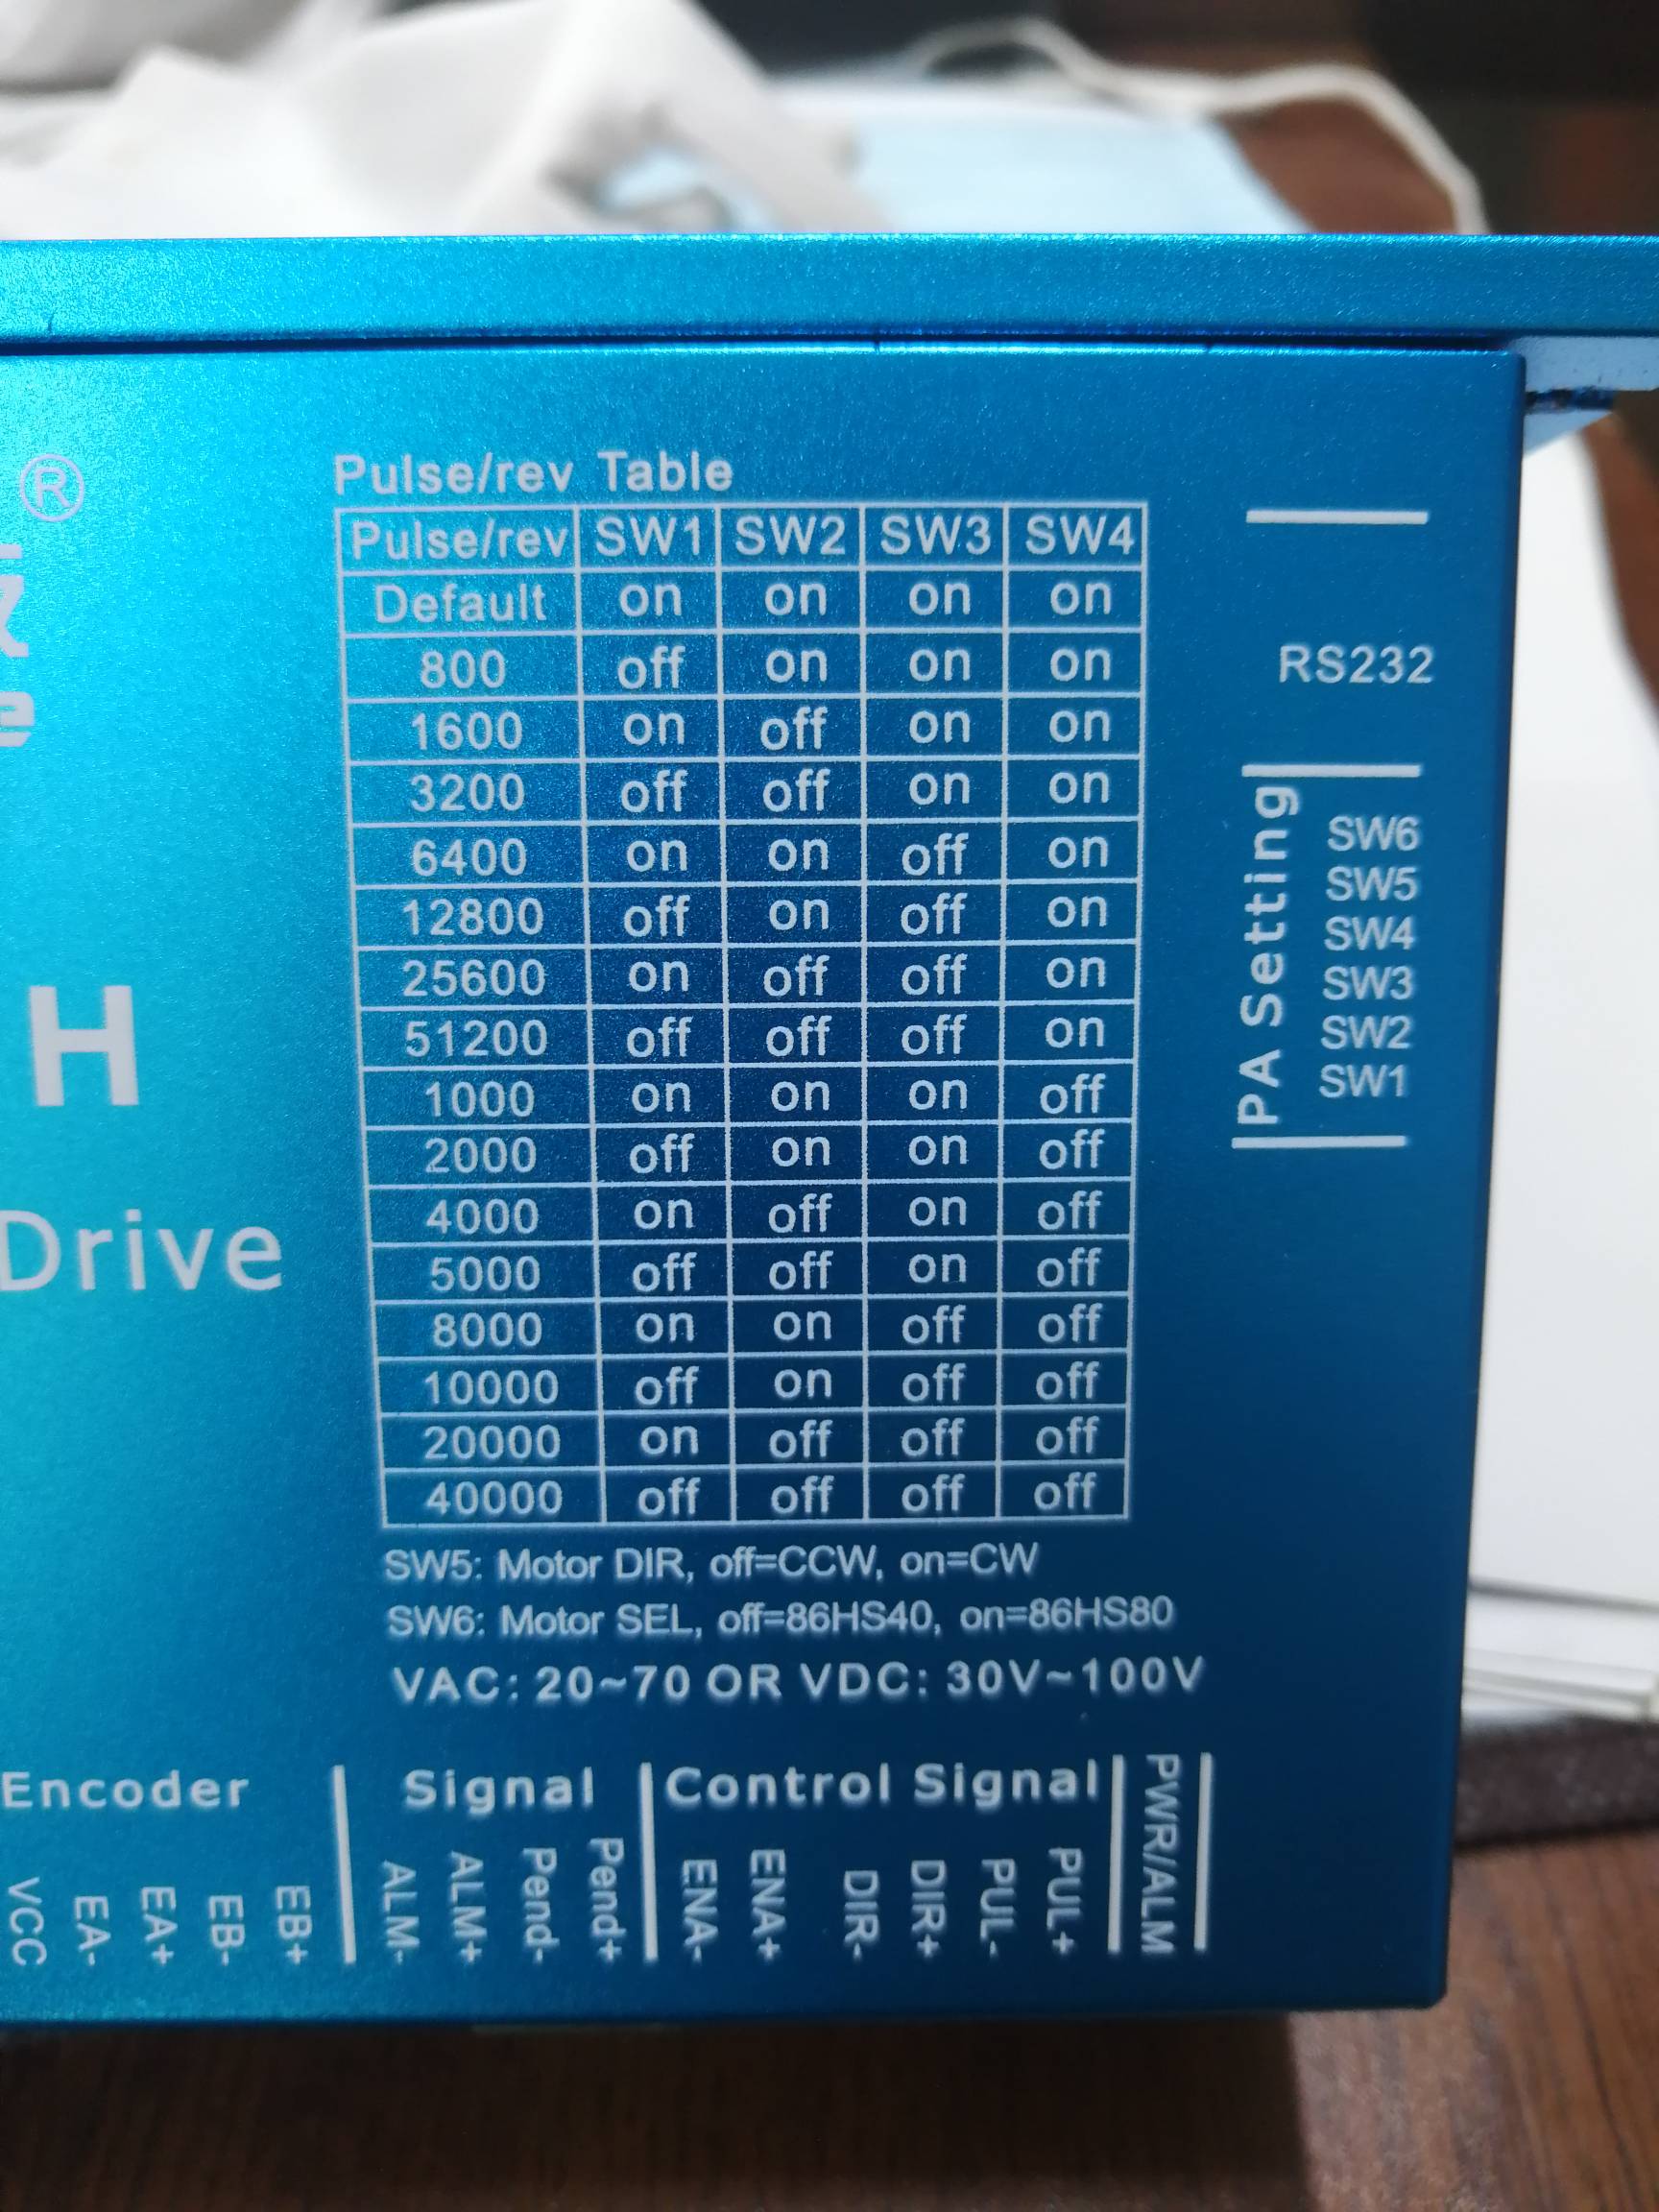 ®
H
Drive
Pulse/rev Table
Pulse/rev SW1 SW2 SW3 SW4
Default on on on on
800 off on on on
1600 on off on on
3200 off off on on
6400 on on off on
12800 off on off on
25600 on off off on
51200 off off off on
1000 on on on off
2000 off on on off
4000 on off on off
5000 off off on off
8000 on on off off
10000 off on off off
20000 on off off off
40000 off off off off
SW5: Motor DIR, off=CCW, on=CW
SW6: Motor SEL, off=86HS40, on=86HS80
VAC: 20~70 OR VDC: 30V~100V
RS232
PA Setting
SW6
SW5
SW4
SW3
SW2
SW1
Encoder
VCC
EA-
EA+
EB-
EB+
Signal
ALM-
ALM+
Pend-
Pend+
Control Signal
ENA-
ENA+
DIR-
DIR+
PUL-
PUL+
PWR/ALM